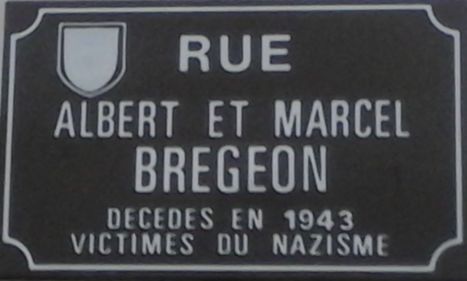 RUE
ALBERT ET MARCEL
BREGEON
DECEDES EN 1943
VICTIMES DU NAZISME